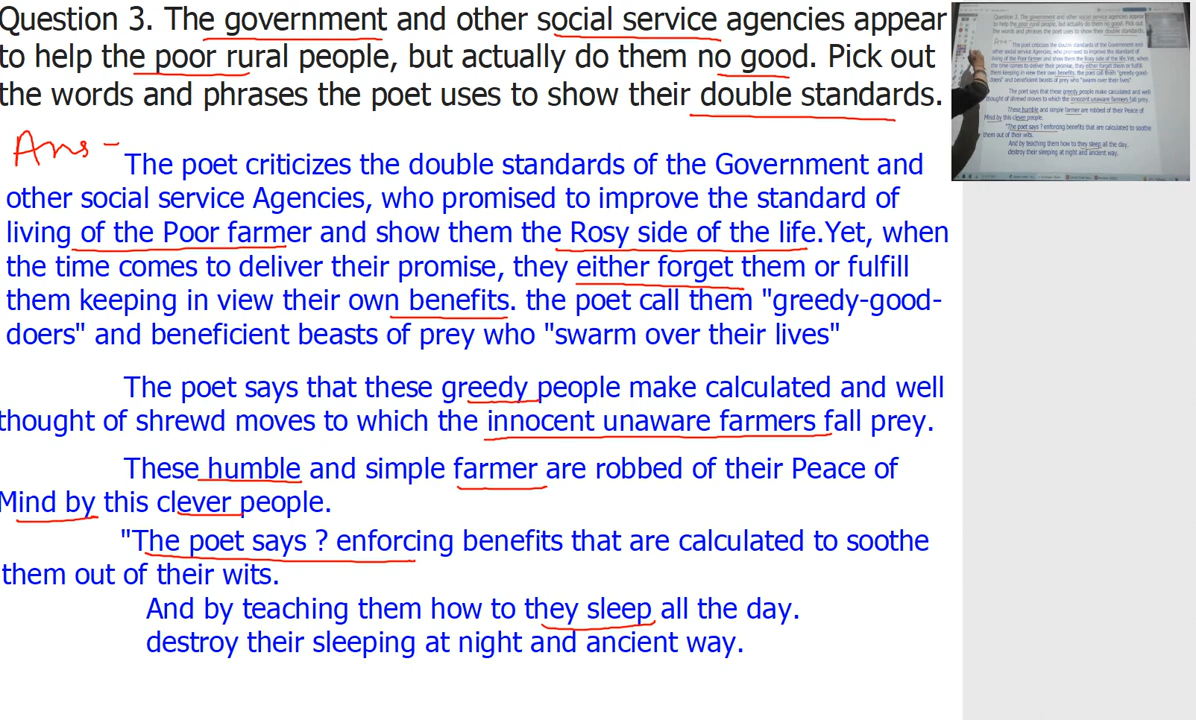 Question 3. The government and other social service agencies appear
to help the poor rural people, but actually do them no good. Pick out
the words and phrases the poet uses to show their double standards.
Ans -
The poet criticizes the double standards of the Government and
other social service Agencies, who promised to improve the standard of
living of the Poor farmer and show them the Rosy side of the life.Yet, when
the time comes to deliver their promise, they either forget them or fulfill
them keeping in view their own benefits. the poet call them "greedy-good-
doers" and beneficient beasts of prey who "swarm over their lives"
The poet says that these greedy people make calculated and well
thought of shrewd moves to which the innocent unaware farmers fall prey.
These humble and simple farmer are robbed of their Peace of
Mind by this clever people.
"The poet says ? enforcing benefits that are calculated to soothe
them out of their wits.
And by teaching them how to they sleep all the day.
destroy their sleeping at night and ancient way.